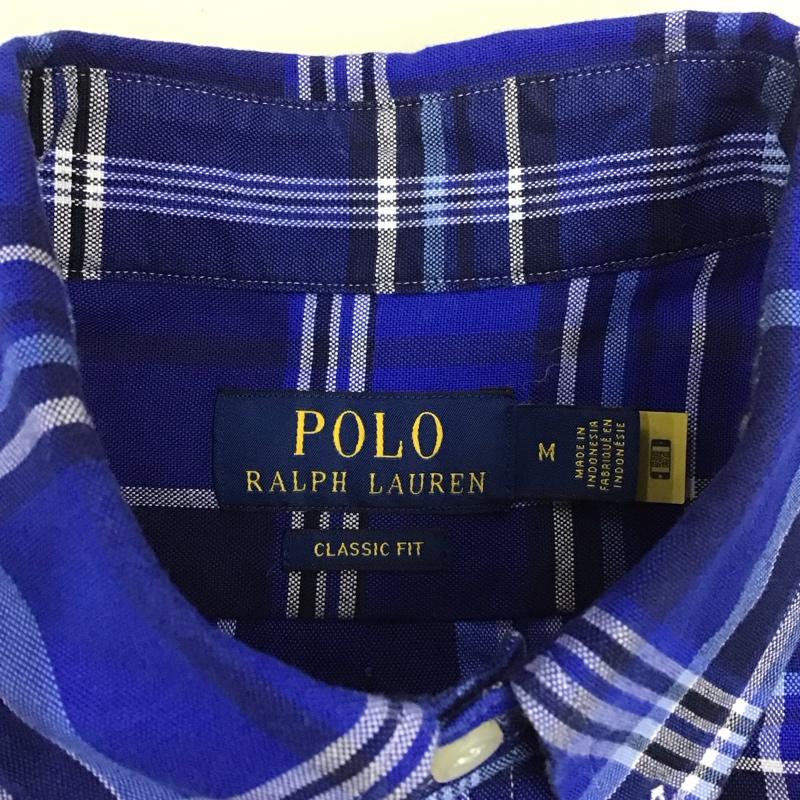 POLO
RALPH LAUREN
M
MADE IN
INDONESIA
FABRIQUÉ EN
INDONÉSIE
CLASSIC FIT